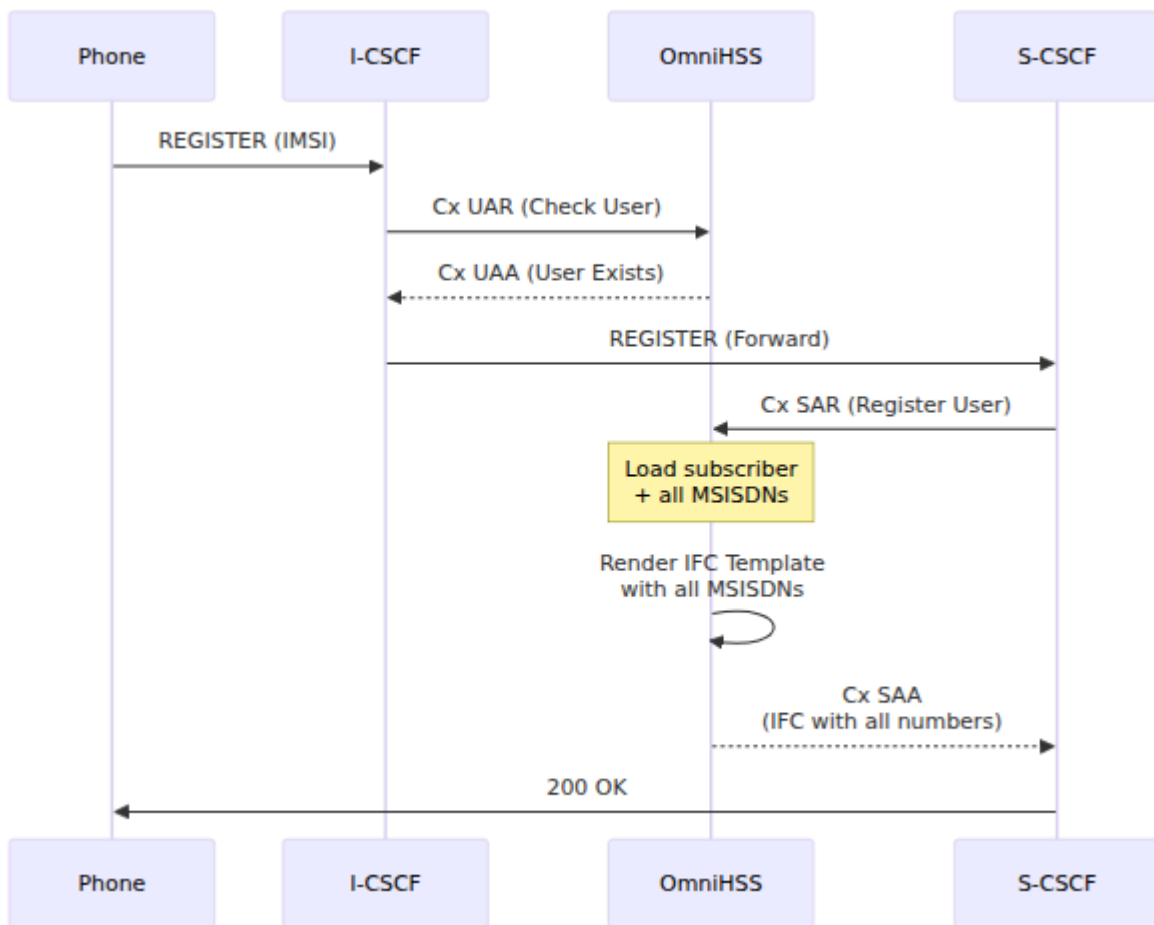 Phone
I-CSCF
OmniHSS
S-CSCF
REGISTER (IMSI)
Cx UAR (Check User)
Cx UAA (User Exists)
REGISTER (Forward)
Cx SAR (Register User)
Load subscriber
+ all MSISDNs
Render IFC Template
with all MSISDNs
Cx SAA
(IFC with all numbers)
200 OK
Phone
I-CSCF
OmniHSS
S-CSCF